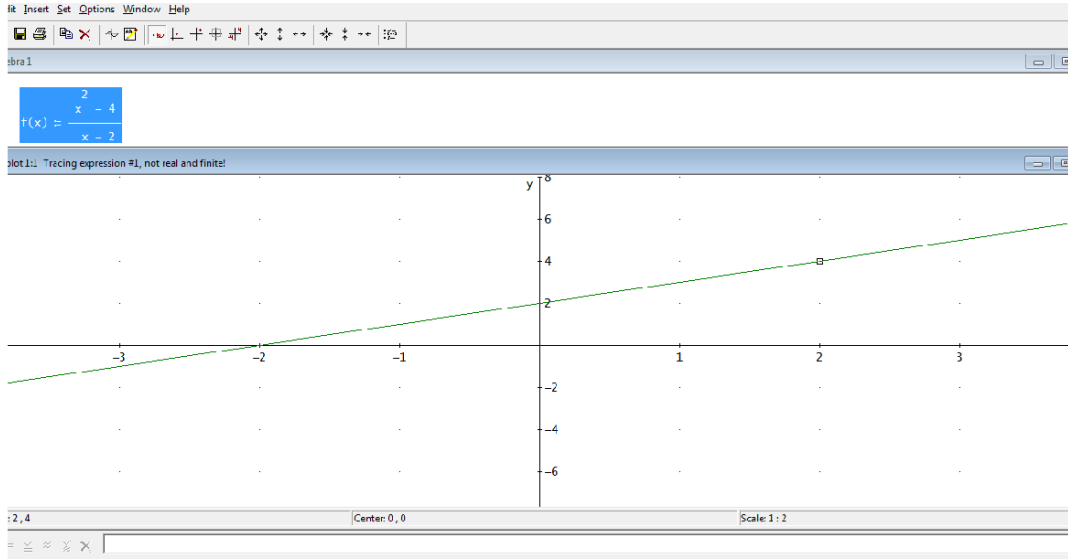 dit Insert Set Options Window Help
ebra 1
2
x - 4
f(x) :=
x - 2
plot 1:1 Tracing expression #1, not real and finite!
y
8
6
4
2
-3 -2 -1 1 2 3
-2
-4
-6
: 2 , 4 Center: 0 , 0 Scale: 1 : 2
= ≈